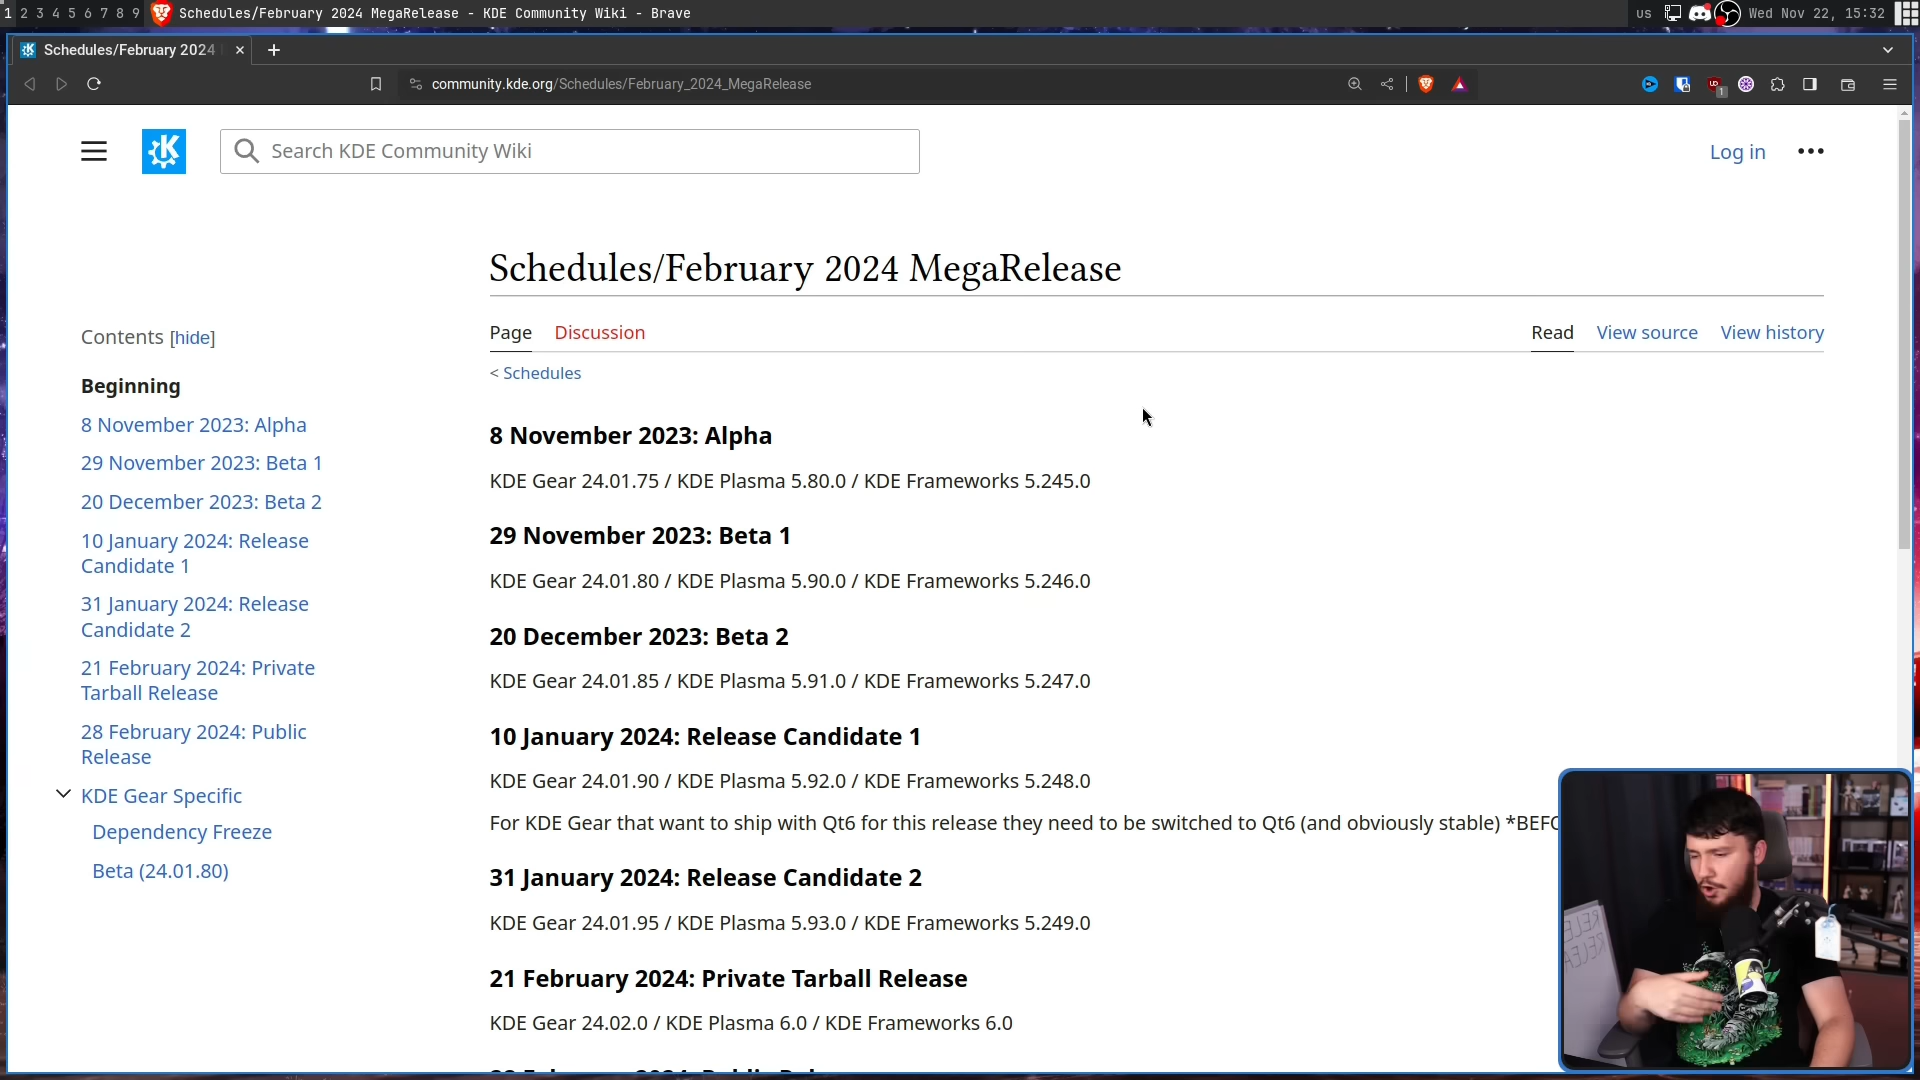 1 2 3 4 5 6 7 8 9 Schedules/February 2024 MegaRelease - KDE Community Wiki - Brave
us Wed Nov 22, 15:32
Schedules/February 2024
community.kde.org/Schedules/February_2024_MegaRelease
Search KDE Community Wiki
Log in
Schedules/February 2024 MegaRelease
Page Discussion Read View source View history
< Schedules
Contents [hide]
Beginning
8 November 2023: Alpha
29 November 2023: Beta 1
20 December 2023: Beta 2
10 January 2024: Release
Candidate 1
31 January 2024: Release
Candidate 2
21 February 2024: Private
Tarball Release
28 February 2024: Public
Release
KDE Gear Specific
Dependency Freeze
Beta (24.01.80)
8 November 2023: Alpha
KDE Gear 24.01.75 / KDE Plasma 5.80.0 / KDE Frameworks 5.245.0
29 November 2023: Beta 1
KDE Gear 24.01.80 / KDE Plasma 5.90.0 / KDE Frameworks 5.246.0
20 December 2023: Beta 2
KDE Gear 24.01.85 / KDE Plasma 5.91.0 / KDE Frameworks 5.247.0
10 January 2024: Release Candidate 1
KDE Gear 24.01.90 / KDE Plasma 5.92.0 / KDE Frameworks 5.248.0
For KDE Gear that want to ship with Qt6 for this release they need to be switched to Qt6 (and obviously stable)
31 January 2024: Release Candidate 2
KDE Gear 24.01.95 / KDE Plasma 5.93.0 / KDE Frameworks 5.249.0
21 February 2024: Private Tarball Release
KDE Gear 24.02.0 / KDE Plasma 6.0 / KDE Frameworks 6.0